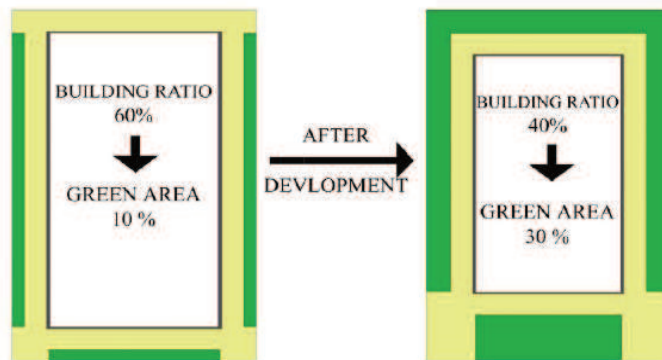 BUILDING RATIO
60%
GREEN AREA
10 %
AFTER
DEVLOPMENT
BUILDING RATIO
40%
GREEN AREA
30 %